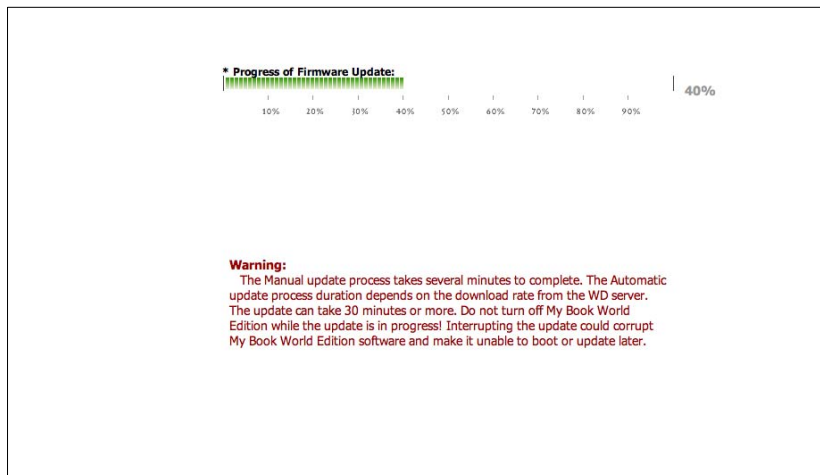 * Progress of Firmware Update:
40%
10% 20% 30% 40% 50% 60% 70% 80% 90%
Warning:
The Manual update process takes several minutes to complete. The Automatic
update process duration depends on the download rate from the WD server.
The update can take 30 minutes or more. Do not turn off My Book World
Edition while the update is in progress! Interrupting the update could corrupt
My Book World Edition software and make it unable to boot or update later.